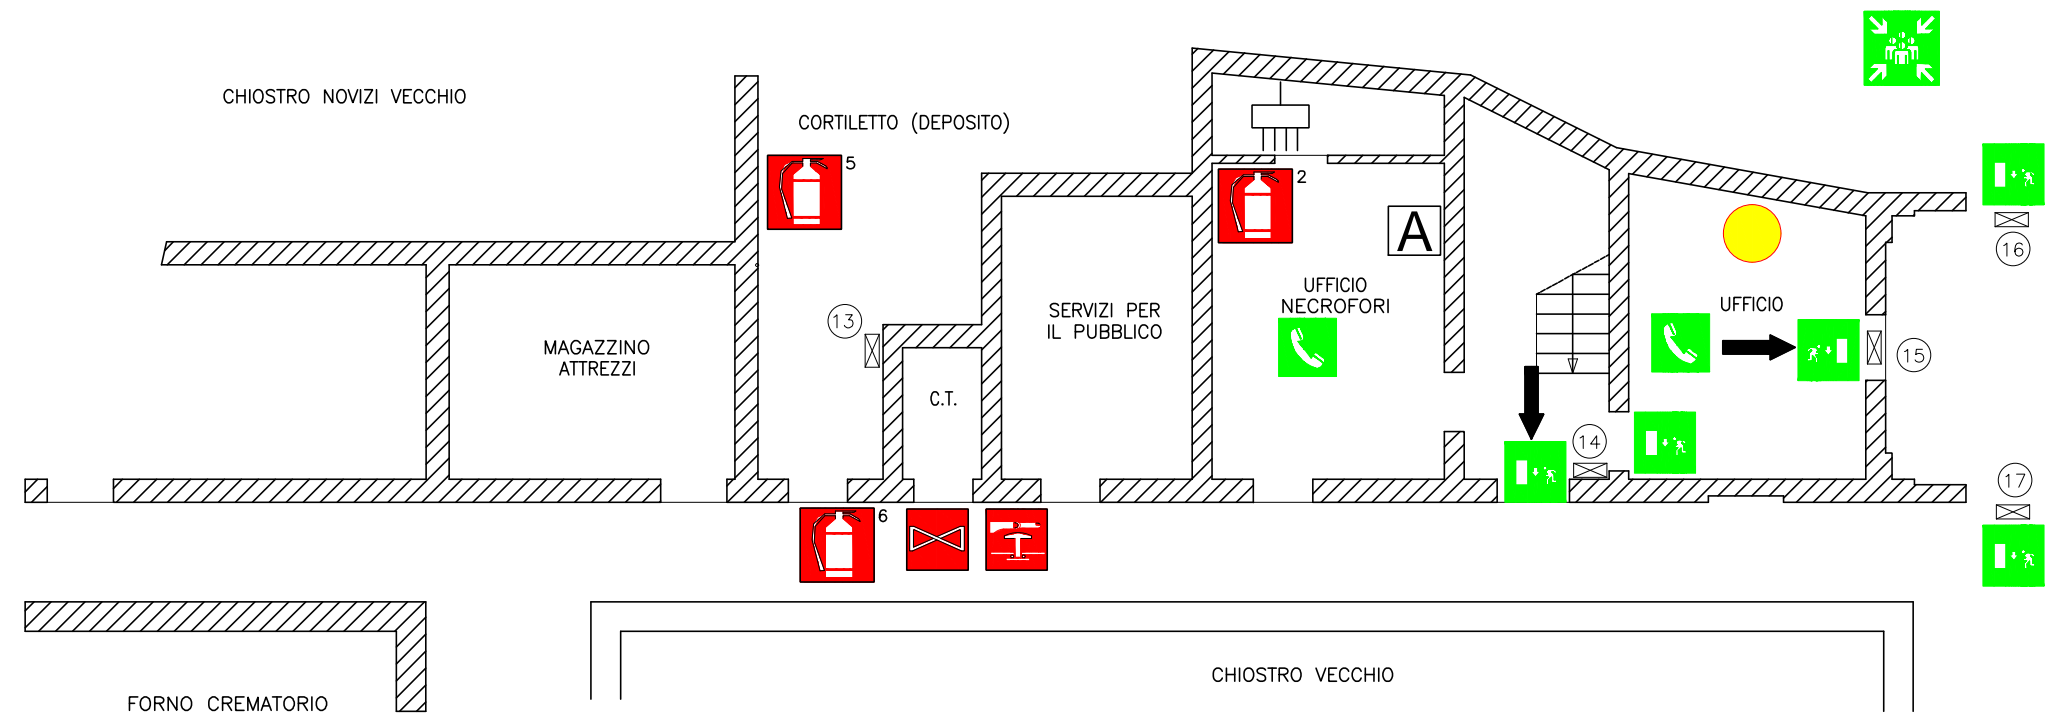 CHIOSTRO NOVIZI VECCHIO
CORTILETTO (DEPOSITO)
5
2
A
16
UFFICIO
NECROFORI
UFFICIO
SERVIZI PER
IL PUBBLICO
13
MAGAZZINO
ATTREZZI
15
C.T.
14
17
6
CHIOSTRO VECCHIO
FORNO CREMATORIO